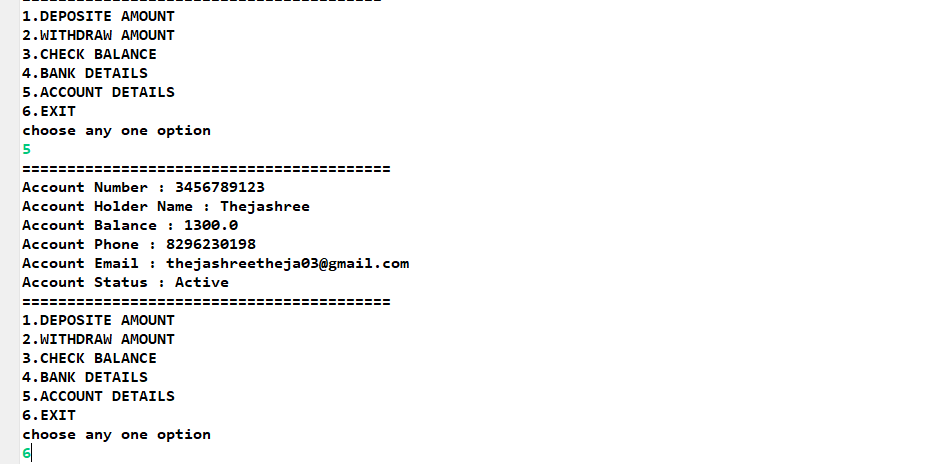 1.DEPOSITE AMOUNT
2.WITHDRAW AMOUNT
3.CHECK BALANCE
4.BANK DETAILS
5.ACCOUNT DETAILS
6.EXIT
choose any one option
5
=========================================
Account Number : 3456789123
Account Holder Name : Thejashree
Account Balance : 1300.0
Account Phone : 8296230198
Account Email : thejashreetheja03@gmail.com
Account Status : Active
=========================================
1.DEPOSITE AMOUNT
2.WITHDRAW AMOUNT
3.CHECK BALANCE
4.BANK DETAILS
5.ACCOUNT DETAILS
6.EXIT
choose any one option
6